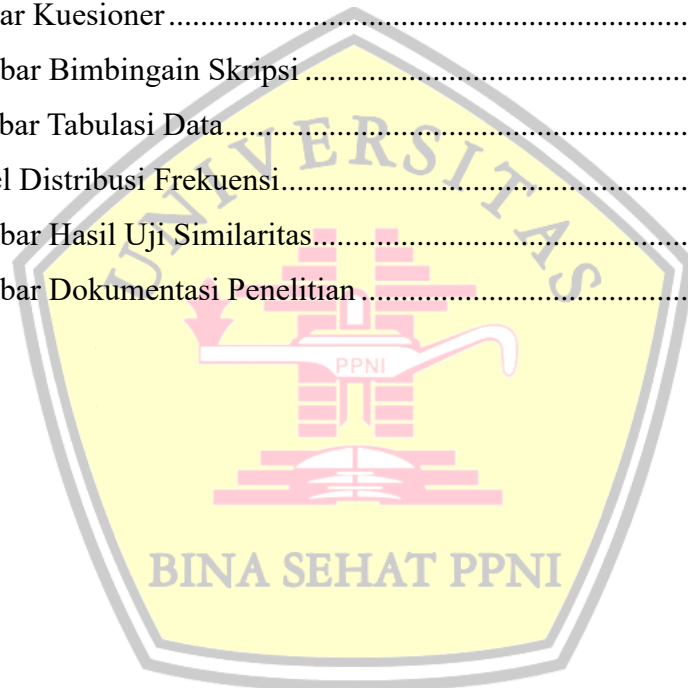 ar Kuesioner....................................................................
bar Bimbingain Skripsi....................................................
bar Tabulasi Data..............................................................
el Distribusi Frekuensi.......................................................
bar Hasil Uji Similaritas...................................................
bar Dokumentasi Penelitian.............................................
UNIVERSITAS
PPNI
BINA SEHAT PPNI